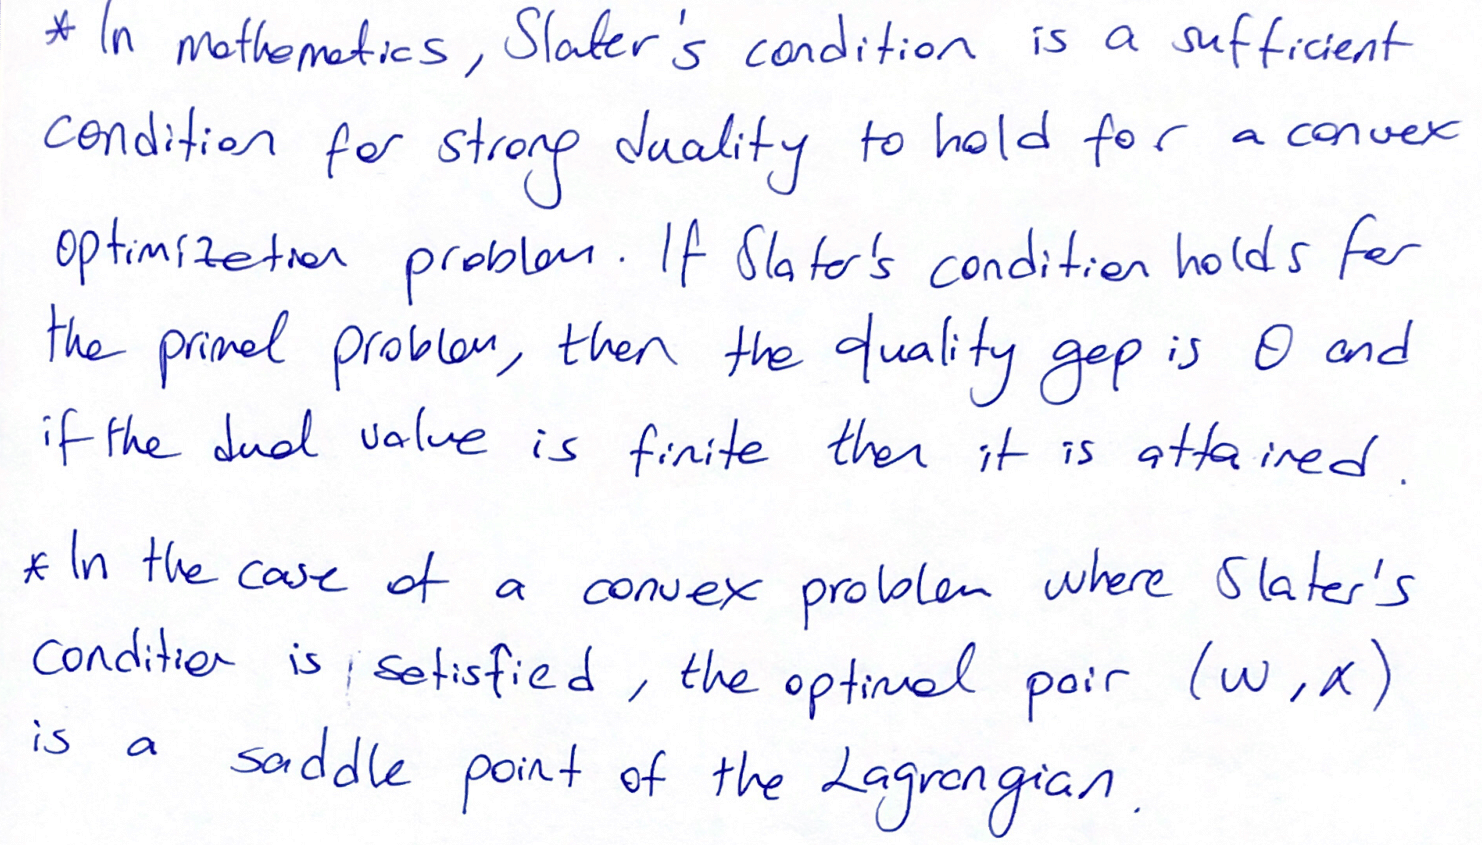 * In mathematics, Slater's condition is a sufficient
condition for strong duality to hold for a convex
optimization problem. If Slater's condition holds for
the primal problem, then the duality gap is 0 and
if the dual value is finite then it is attained.
* In the case of a convex problem where Slater's
condition is satisfied, the optimal pair (w, α)
is a saddle point of the Lagrangian.